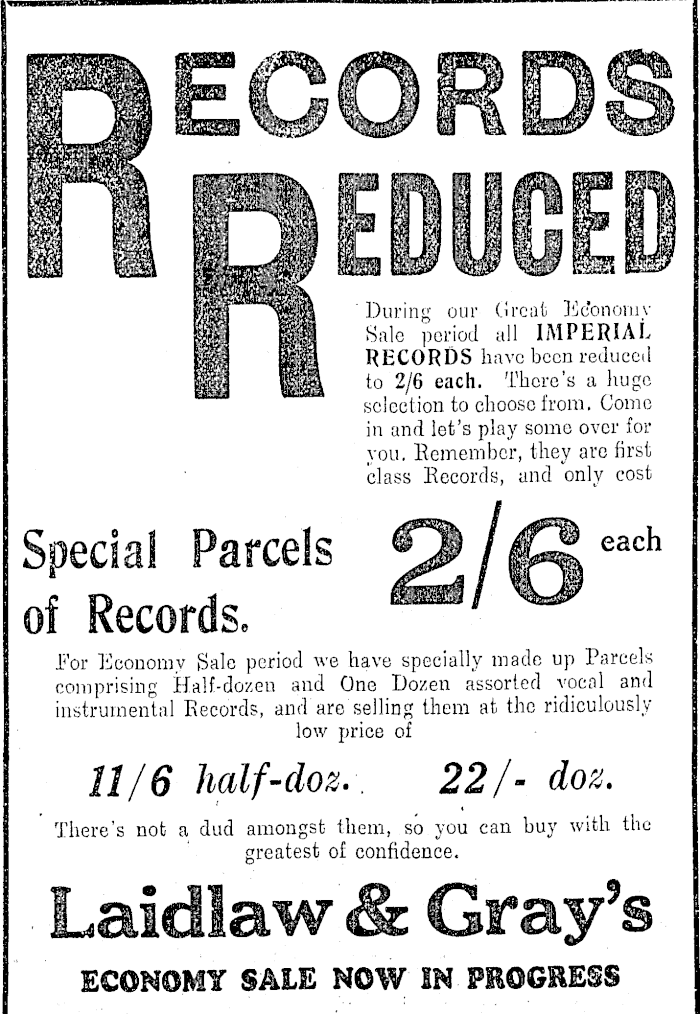 RECORDS
REDUCED
During our Great Economy
Sale period all IMPERIAL
RECORDS have been reduced
to 2/6 each. There's a huge
selection to choose from. Come
in and let's play some over for
you. Remember, they are first
class Records, and only cost
2/6 each
Special Parcels
of Records.
For Economy Sale period we have specially made up Parcels
comprising Half-dozen and One Dozen assorted vocal and
instrumental Records, and are selling them at the ridiculously
low price of
11/6 half-doz. 22/- doz.
There's not a dud amongst them, so you can buy with the
greatest of confidence.
Laidlaw & Gray's
ECONOMY SALE NOW IN PROGRESS